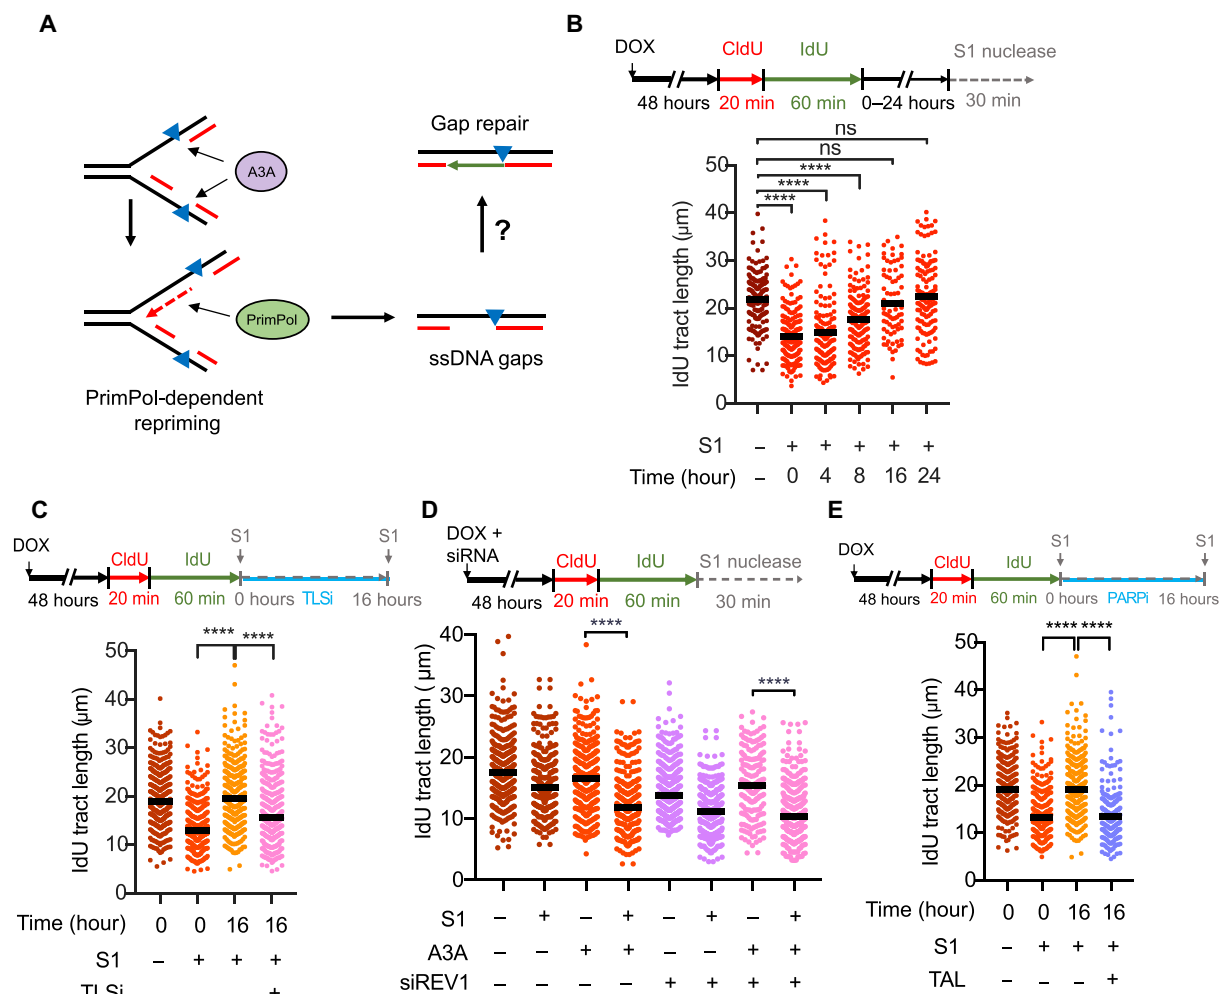 A
A3A
PrimPol
PrimPol-dependent
repriming
Gap repair
?
ssDNA gaps
B
DOX
CldU
IdU
S1 nuclease
48 hours
20 min
60 min
0–24 hours
30 min
ns
ns
****
****
****
IdU tract length (µm)
50
40
30
20
10
0
S1 – + + + + +
Time (hour) – 0 4 8 16 24
C
DOX
CldU
IdU
S1
S1
48 hours
20 min
60 min
0 hours
TLSi
16 hours
**** ****
IdU tract length (µm)
50
40
30
20
10
0
Time (hour) 0 0 16 16
S1 – + + +
TLSi +
D
DOX +
siRNA
CldU
IdU
S1 nuclease
48 hours
20 min
60 min
30 min
****
****
IdU tract length ( µm)
40
30
20
10
0
S1 – + – + – + – +
A3A – – + + – – + +
siREV1 – – – – + + + +
E
DOX
CldU
IdU
S1
S1
48 hours
20 min
60 min
0 hours
PARPi
16 hours
**** ****
IdU tract length (µm)
50
40
30
20
10
0
Time (hour) 0 0 16 16
S1 – + + +
TAL – – – +